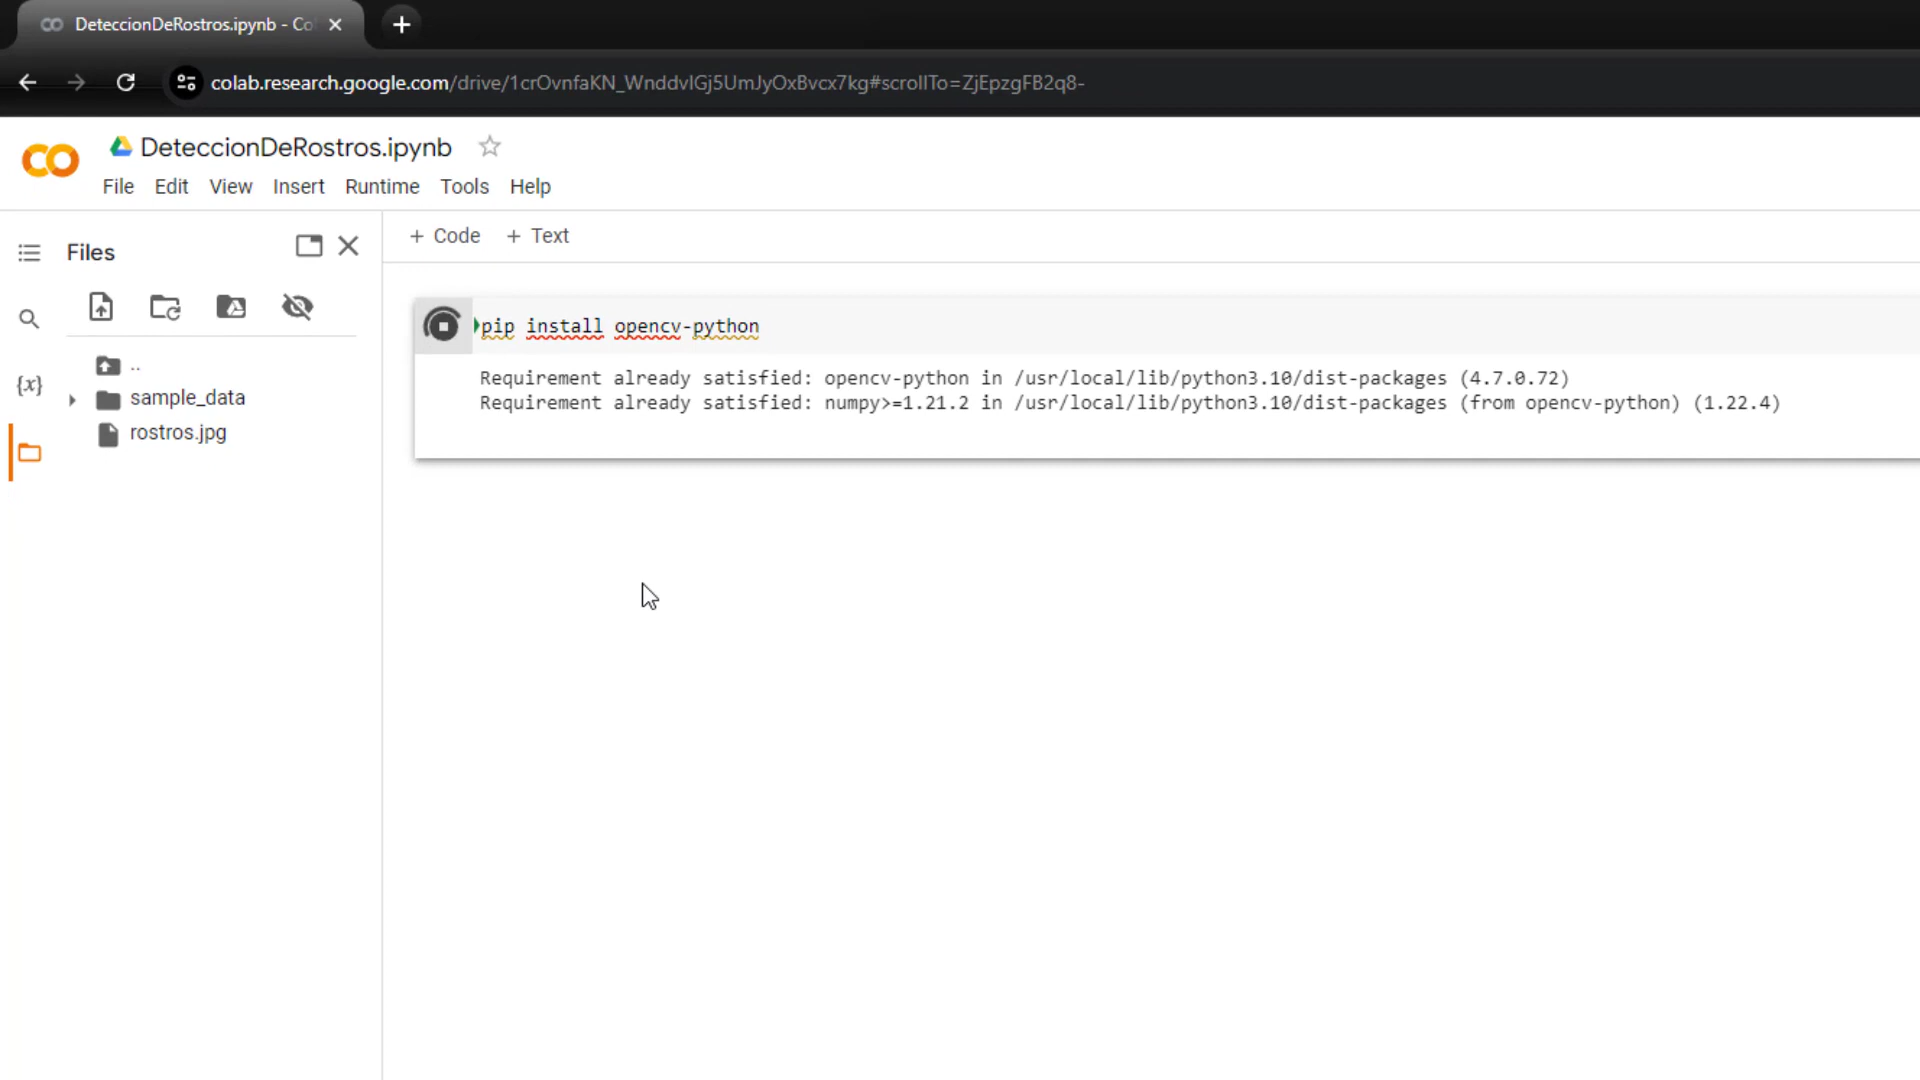 DeteccionDeRostros.ipynb - Co
colab.research.google.com/drive/1crOvnfaKN_WnddvlGj5UmJyOxBvcx7kg#scrollTo=ZjEpzgFB2q8-
DeteccionDeRostros.ipynb
File Edit View Insert Runtime Tools Help
Files
+ Code + Text
pip install opencv-python
Requirement already satisfied: opencv-python in /usr/local/lib/python3.10/dist-packages (4.7.0.72)
Requirement already satisfied: numpy>=1.21.2 in /usr/local/lib/python3.10/dist-packages (from opencv-python) (1.22.4)
..
{x}
sample_data
rostros.jpg